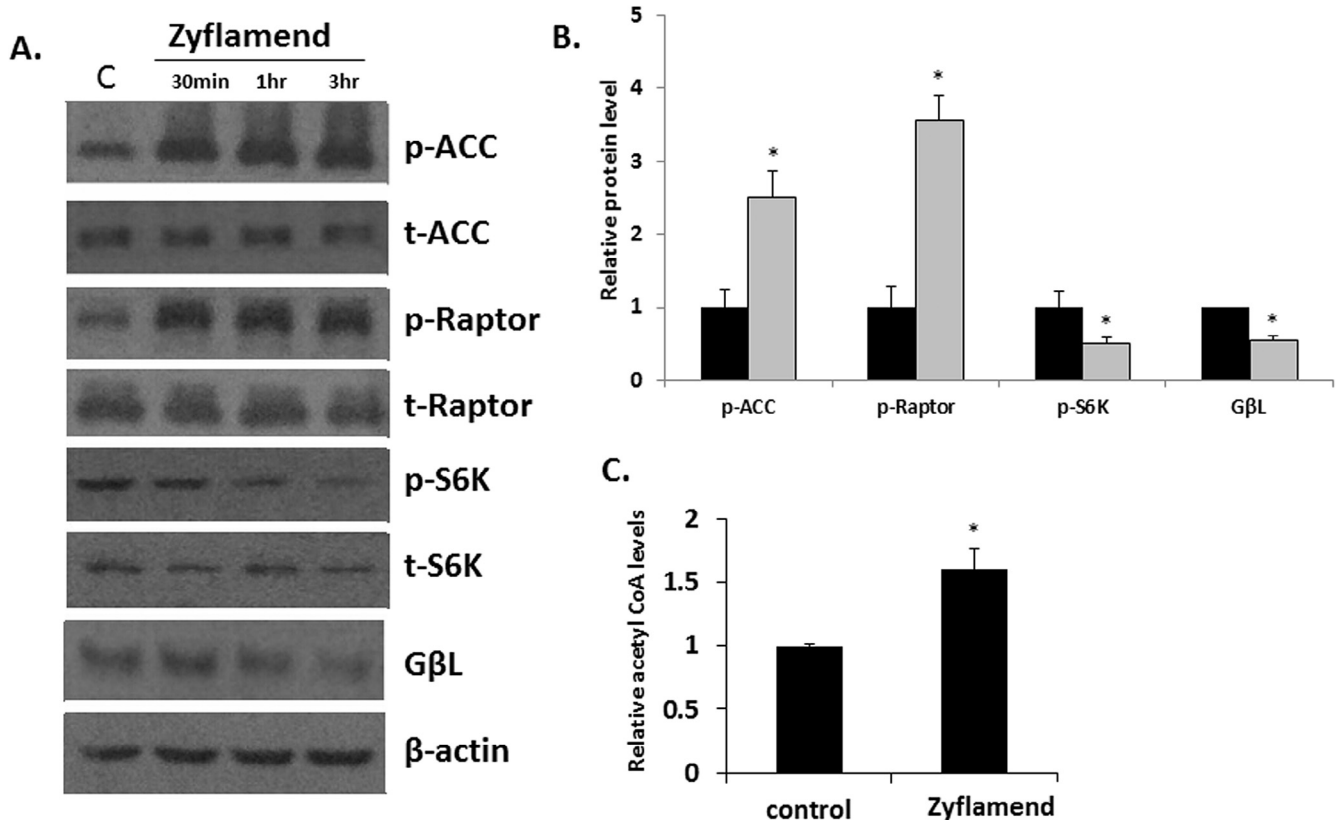 A.
Zyflamend
C 30min 1hr 3hr
p-ACC
t-ACC
p-Raptor
t-Raptor
p-S6K
t-S6K
GβL
β-actin
B.
Relative protein level
5
4
3
2
1
0
* * * *
p-ACC p-Raptor p-S6K GβL
C.
Relative acetyl CoA levels
2
1.5
1
0.5
0
*
control Zyflamend